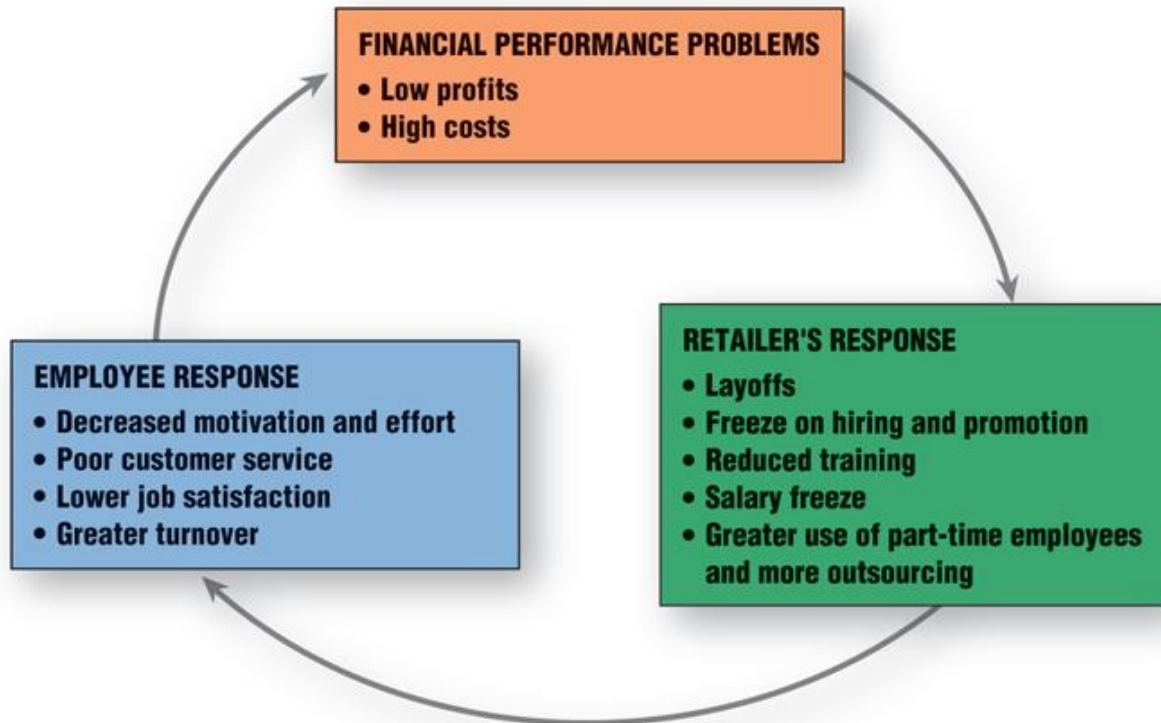 FINANCIAL PERFORMANCE PROBLEMS
• Low profits
• High costs
RETAILER'S RESPONSE
• Layoffs
• Freeze on hiring and promotion
• Reduced training
• Salary freeze
• Greater use of part-time employees
and more outsourcing
EMPLOYEE RESPONSE
• Decreased motivation and effort
• Poor customer service
• Lower job satisfaction
• Greater turnover